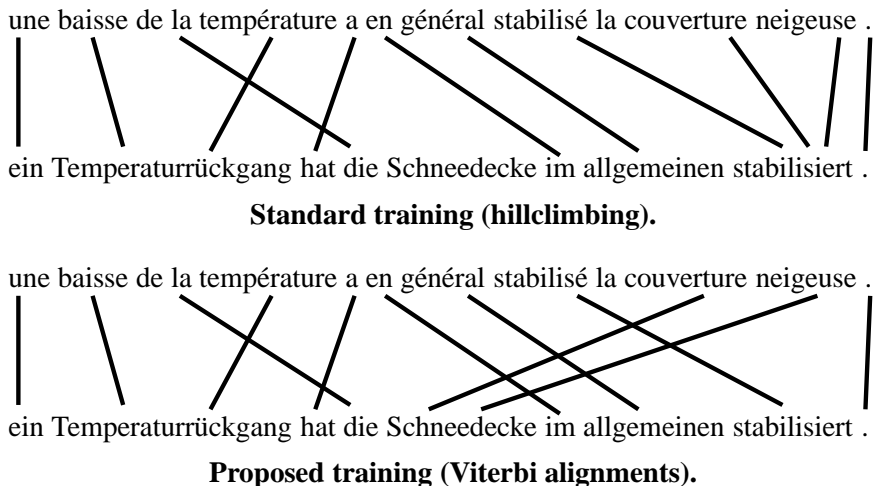 une baisse de la température a en général stabilisé la couverture neigeuse .
ein Temperaturrückgang hat die Schneedecke im allgemeinen stabilisiert .
Standard training (hillclimbing).
une baisse de la température a en général stabilisé la couverture neigeuse .
ein Temperaturrückgang hat die Schneedecke im allgemeinen stabilisiert .
Proposed training (Viterbi alignments).